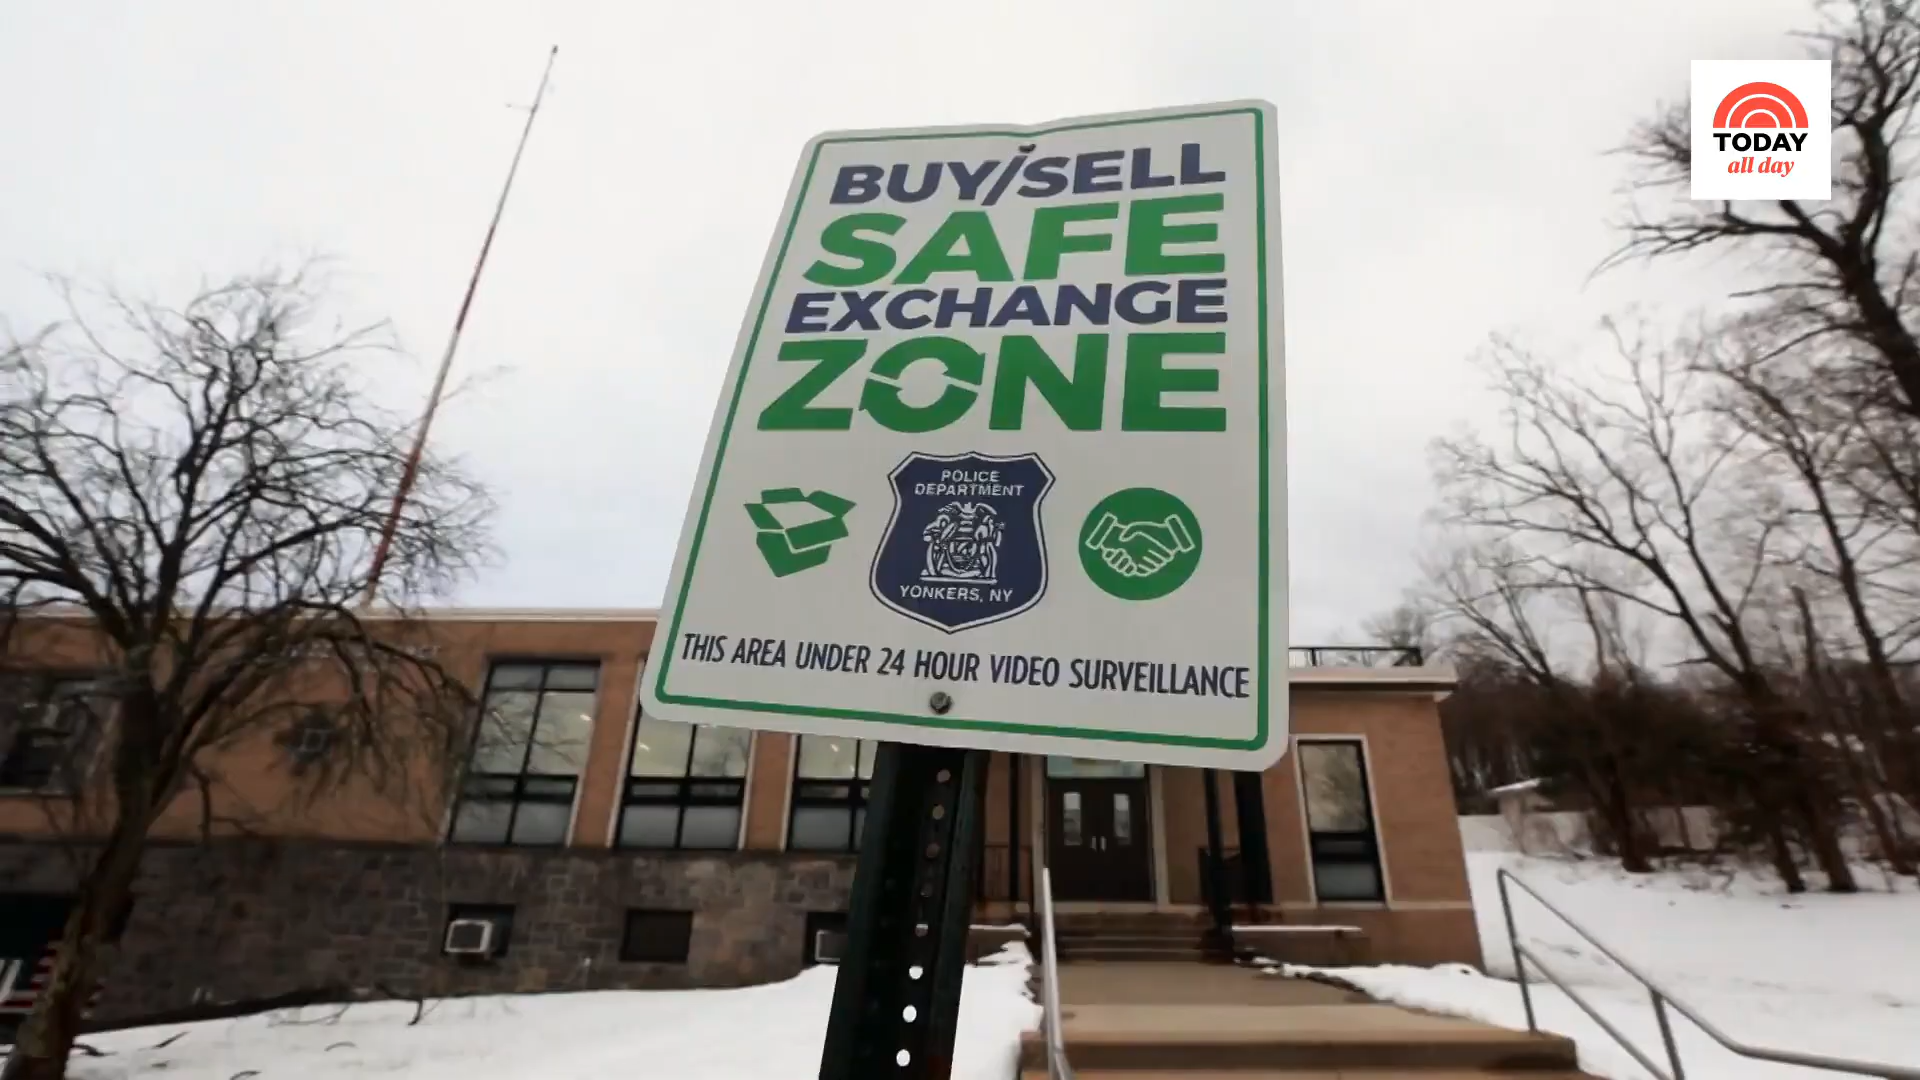 BUY/SELL
SAFE
EXCHANGE
ZONE
POLICE
DEPARTMENT
YONKERS, NY
THIS AREA UNDER 24 HOUR VIDEO SURVEILLANCE
TODAY
all day